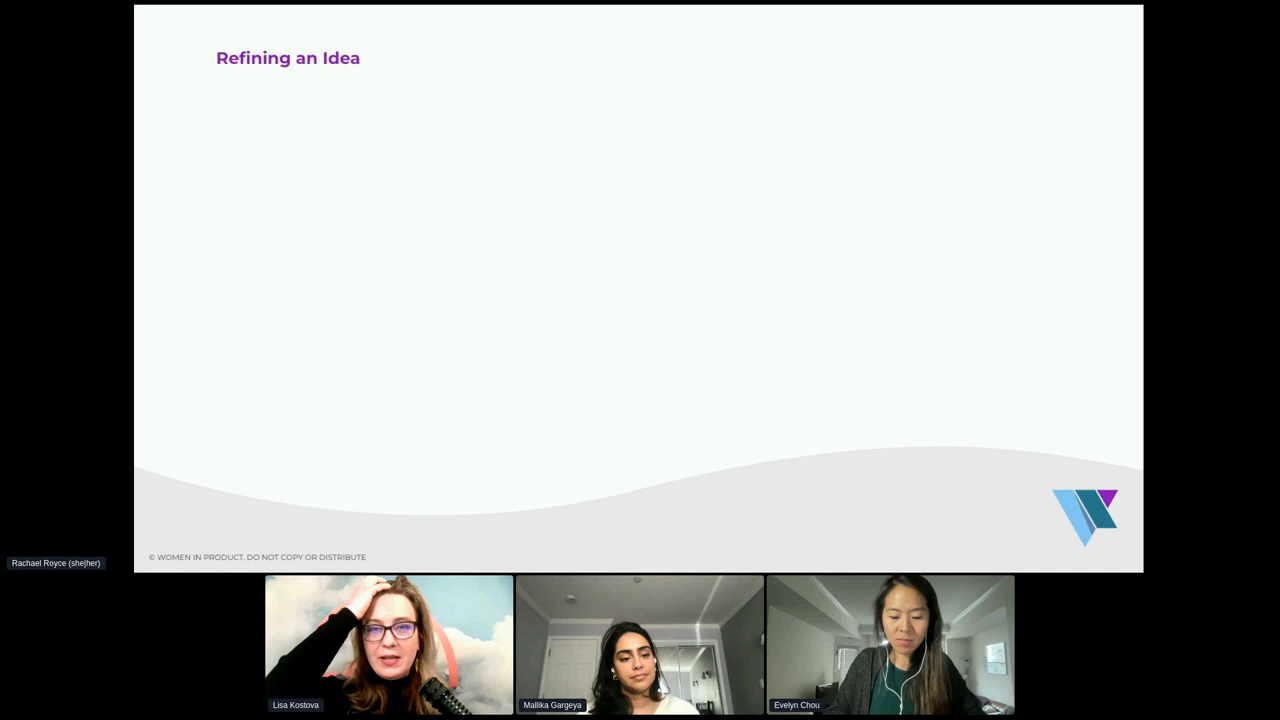 Refining an Idea
© WOMEN IN PRODUCT. DO NOT COPY OR DISTRIBUTE
Rachael Royce (she|her)
Lisa Kostova
Mallika Gargeya
Evelyn Chou